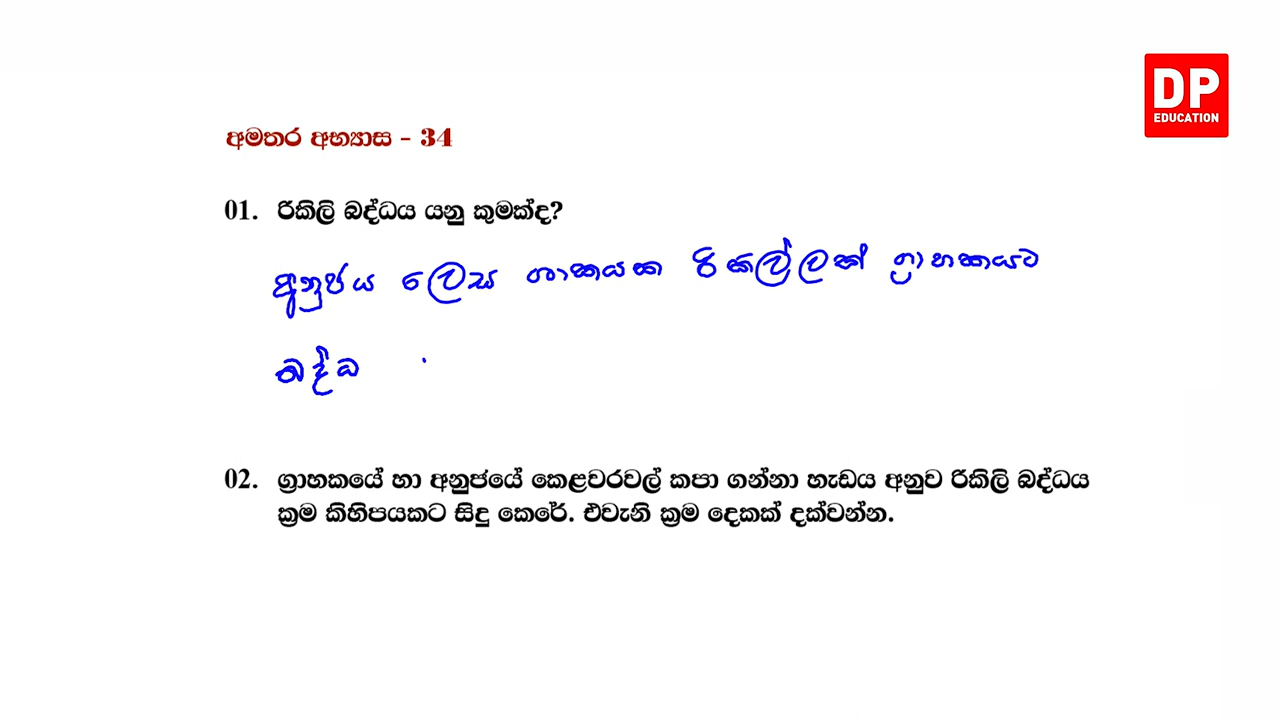 DP
EDUCATION
අමතර අභ්‍යාස - 34
01. රිකිලි බද්ධය යනු කුමක්ද?
අනුජය ලෙස ශාකයක රිකිල්ලක් ග්‍රාහකයට
බද්ධ
02. ග්‍රාහකයේ හා අනුජයේ කෙළවරවල් කපා ගන්නා හැඩය අනුව රිකිලි බද්ධය
ක්‍රම කිහිපයකට සිදු කෙරේ. එවැනි ක්‍රම දෙකක් දක්වන්න.